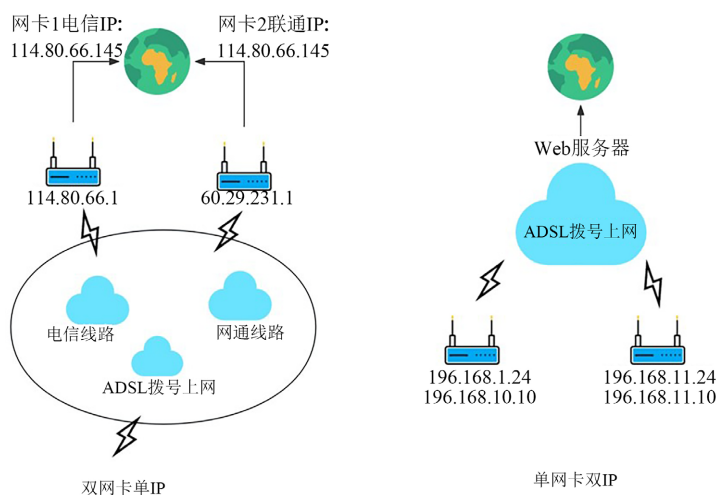 网卡1电信IP:
114.80.66.145
网卡2联通IP:
114.80.66.145
114.80.66.1
60.29.231.1
电信线路
网通线路
ADSL拨号上网
双网卡单IP
Web服务器
ADSL拨号上网
196.168.1.24
196.168.10.10
196.168.11.24
196.168.11.10
单网卡双IP